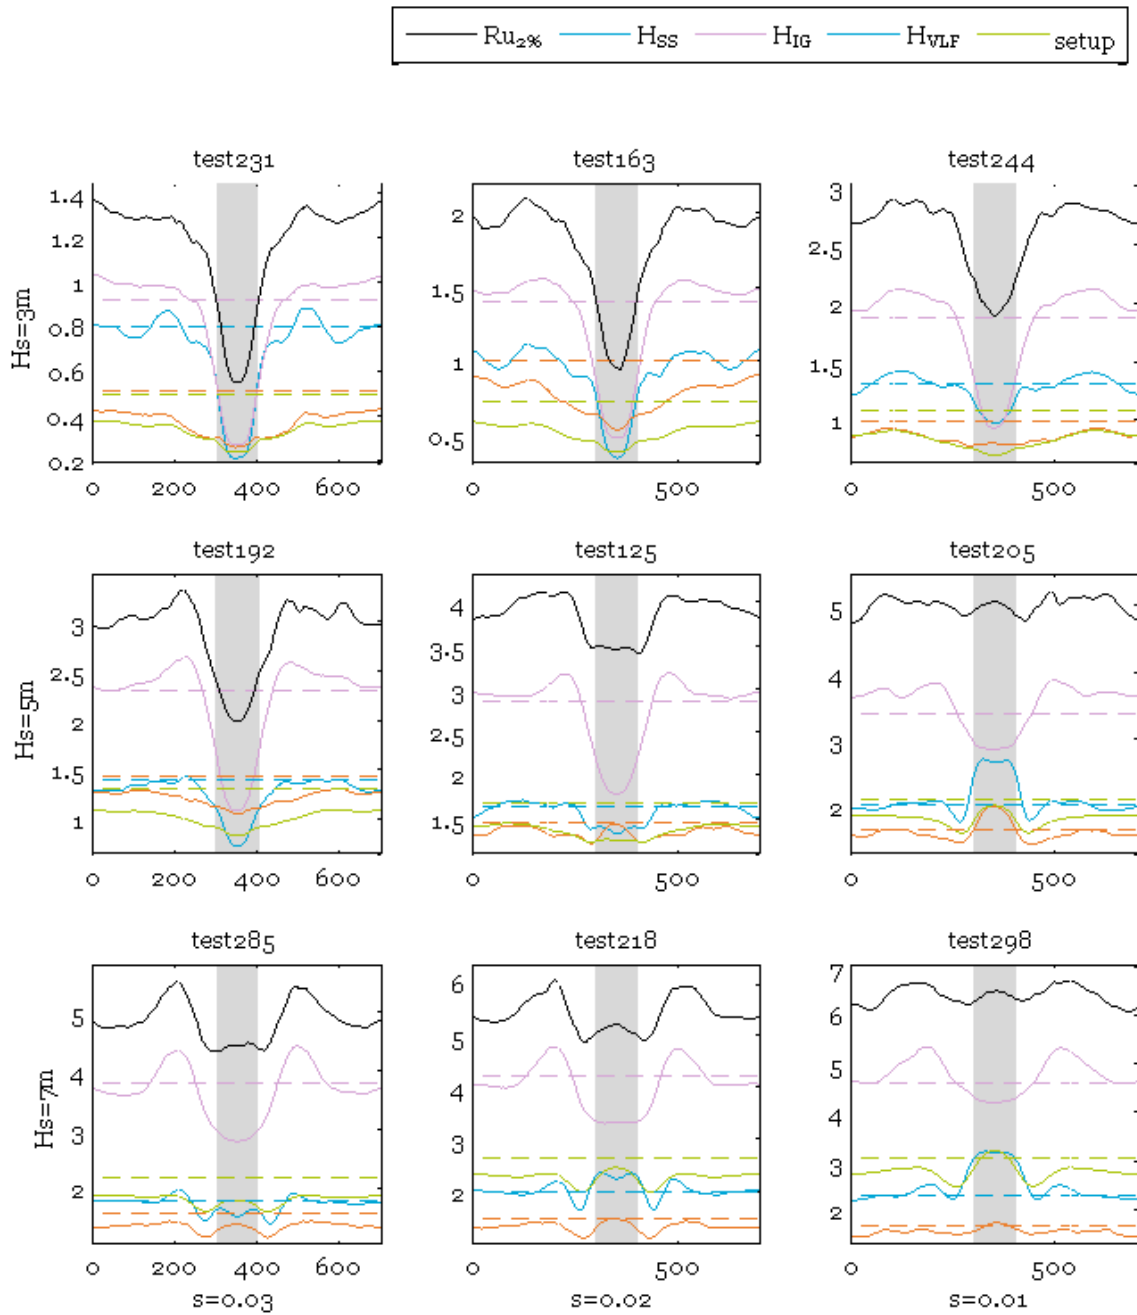 Ru2% HSS HIG HVLF setup
test231 test163 test244
Hs=3m
1.4 1.2 1 0.8 0.6 0.4 0.2
2 1.5 1 0.5
3 2.5 2 1.5 1
0 200 400 600 0 500 0 500
test192 test125 test205
Hs=5m
3 2.5 2 1.5 1
4 3.5 3 2.5 2 1.5
5 4 3 2
0 200 400 600 0 500 0 500
test285 test218 test298
Hs=7m
5 4 3 2
6 5 4 3 2
7 6 5 4 3 2
0 200 400 600 0 500 0 500
s=0.03 s=0.02 s=0.01